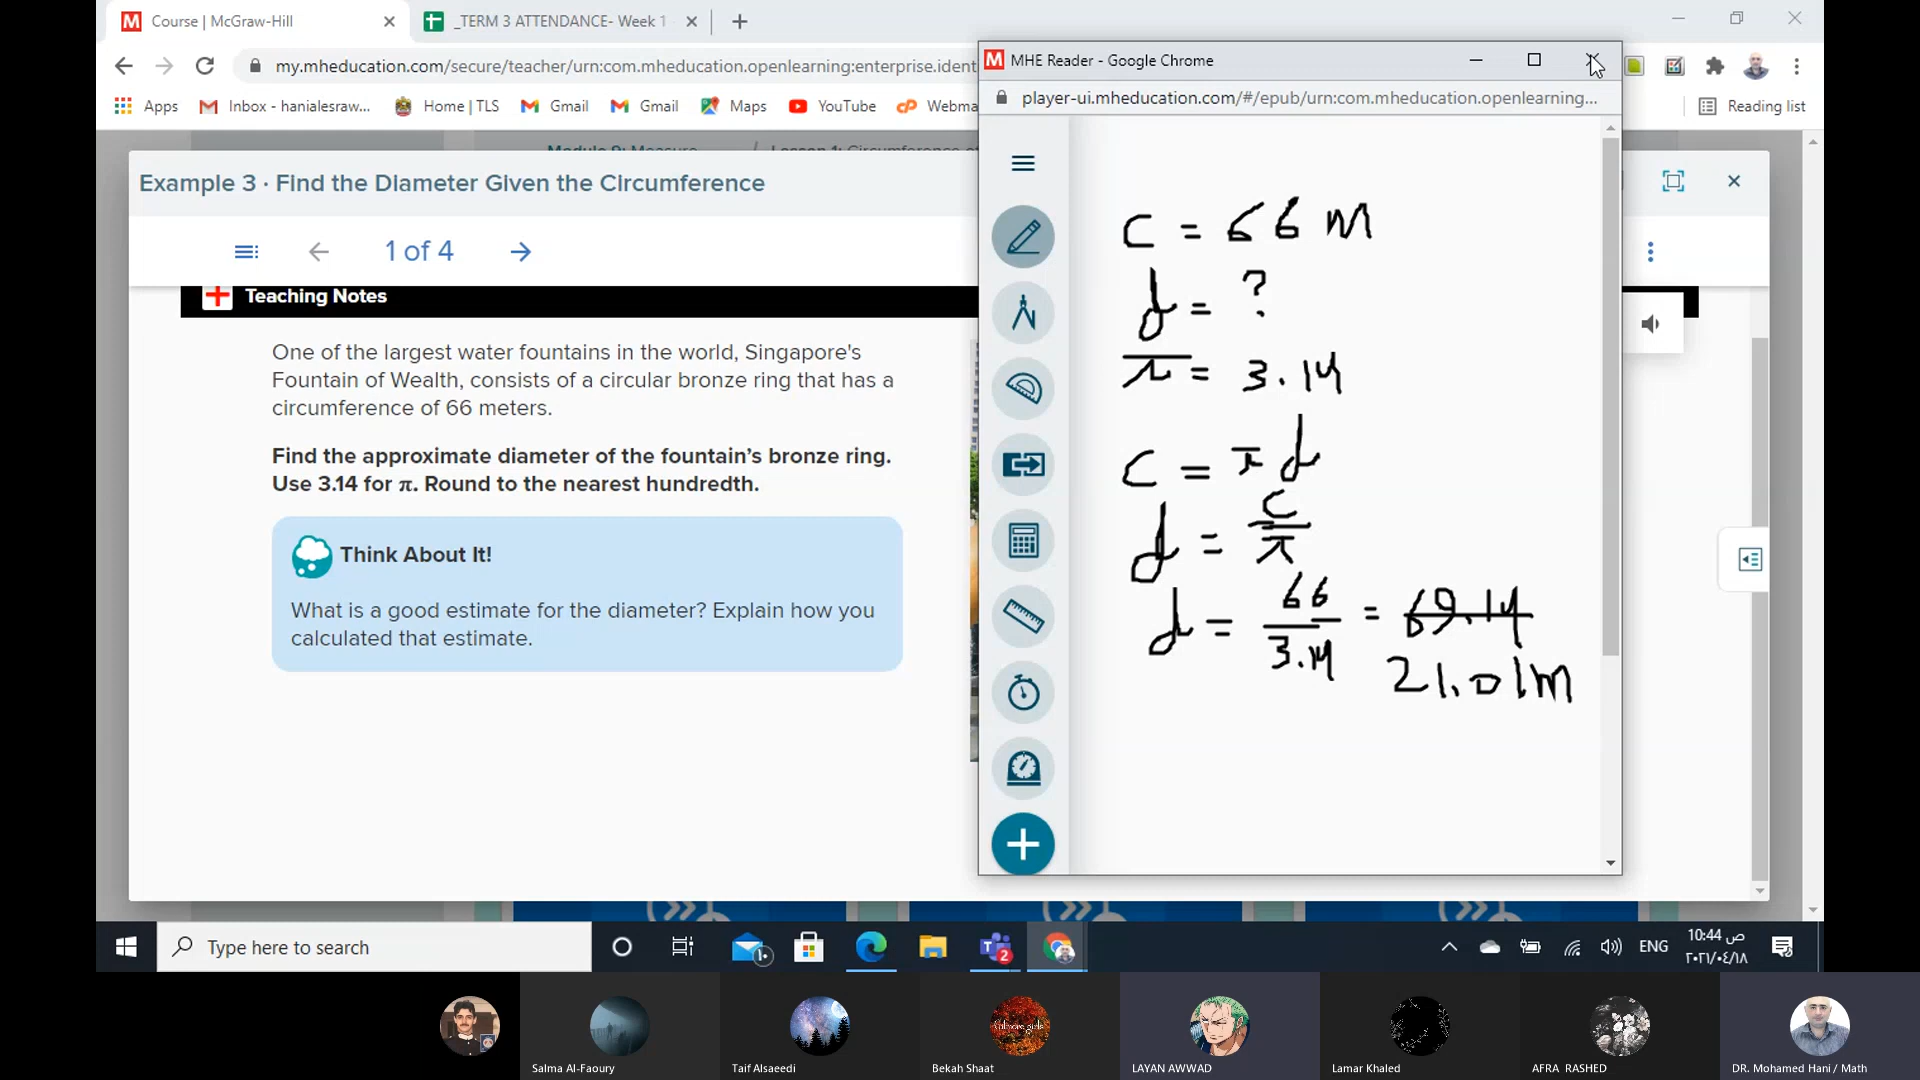 Course | McGraw-Hill
_TERM 3 ATTENDANCE- Week 1
my.mheducation.com/secure/teacher/urn:com.mheducation.openlearning:enterprise.ident
Apps
Inbox - hanialesraw...
Home | TLS
Gmail
Gmail
Maps
YouTube
Webma
Reading list
Example 3 · Find the Diameter Given the Circumference
1 of 4
Teaching Notes
One of the largest water fountains in the world, Singapore's
Fountain of Wealth, consists of a circular bronze ring that has a
circumference of 66 meters.
Find the approximate diameter of the fountain's bronze ring.
Use 3.14 for π. Round to the nearest hundredth.
Think About It!
What is a good estimate for the diameter? Explain how you
calculated that estimate.
MHE Reader - Google Chrome
player-ui.mheducation.com/#/epub/urn:com.mheducation.openlearning...
C = 66 m
d = ?
π = 3.14
C = π d
d = C/π
d = 66/3.14 = 69.14
21.01m
Type here to search
ENG
10:44 ص
٢٠٢١/٠٤/١٨
Salma Al-Faoury
Taif Alsaeedi
Bekah Shaat
LAYAN AWWAD
Lamar Khaled
AFRA RASHED
DR. Mohamed Hani / Math